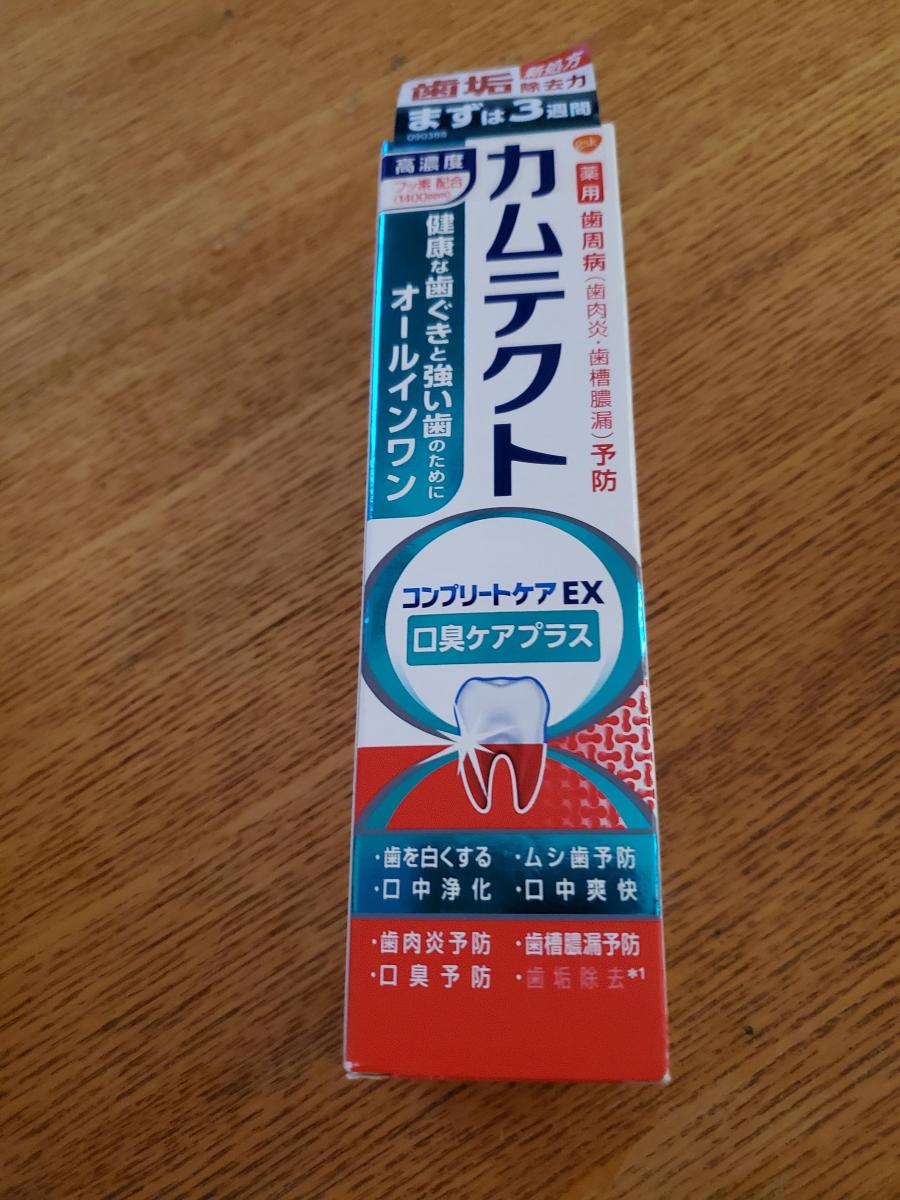 新処方
歯垢除去力
まずは3週間
090388
gsk
薬用
歯周病(歯肉炎・歯槽膿漏)予防
カムテクト
高濃度
フッ素 配合
(1400ppm)
健康な歯ぐきと強い歯のために
オールインワン
コンプリートケア EX
口臭ケアプラス
・歯を白くする ・ムシ歯予防
・口中浄化 ・口中爽快
・歯肉炎予防 ・歯槽膿漏予防
・口臭予防 ・歯垢除去*1